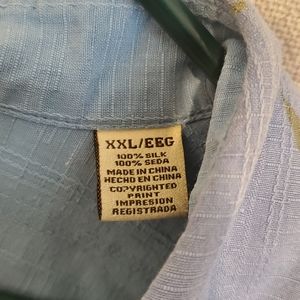 XXL/EEG
100% SILK
100% SEDA
MADE IN CHINA
HECHO EN CHINA
COPYRIGHTED
PRINT
IMPRESION
REGISTRADA